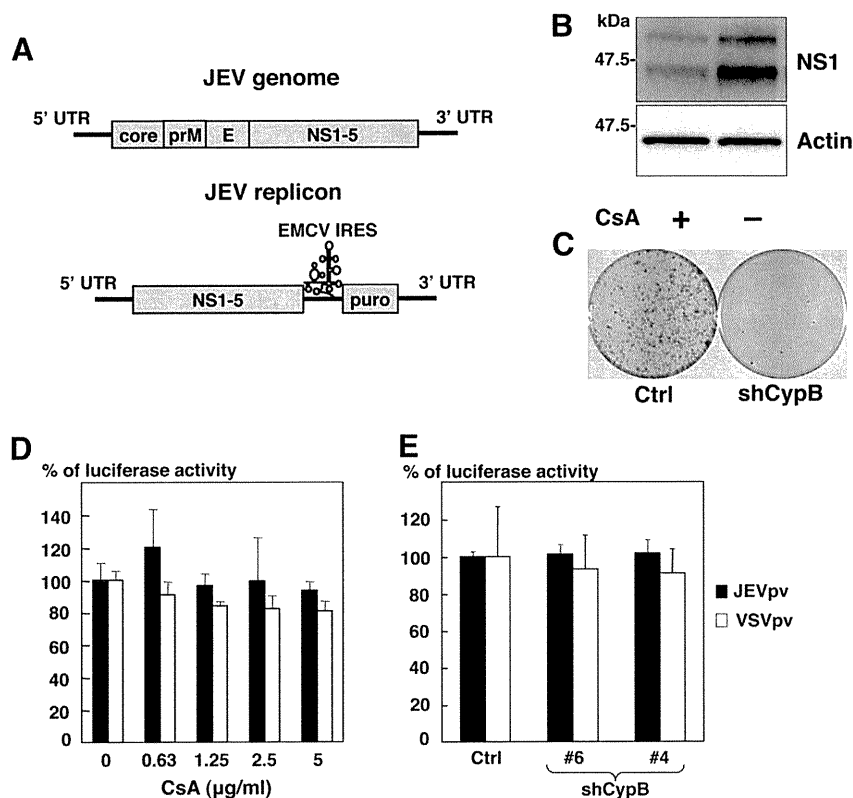 A
JEV genome
5' UTR
core
prM
E
NS1-5
3' UTR
JEV replicon
EMCV IRES
5' UTR
NS1-5
puro
3' UTR
B
kDa
47.5-
NS1
47.5-
Actin
CsA + −
C
Ctrl
shCypB
D
% of luciferase activity
140
120
100
80
60
40
20
0
0 0.63 1.25 2.5 5
CsA (μg/ml)
E
% of luciferase activity
120
100
80
60
40
20
0
Ctrl #6 #4
shCypB
JEVpv
VSVpv